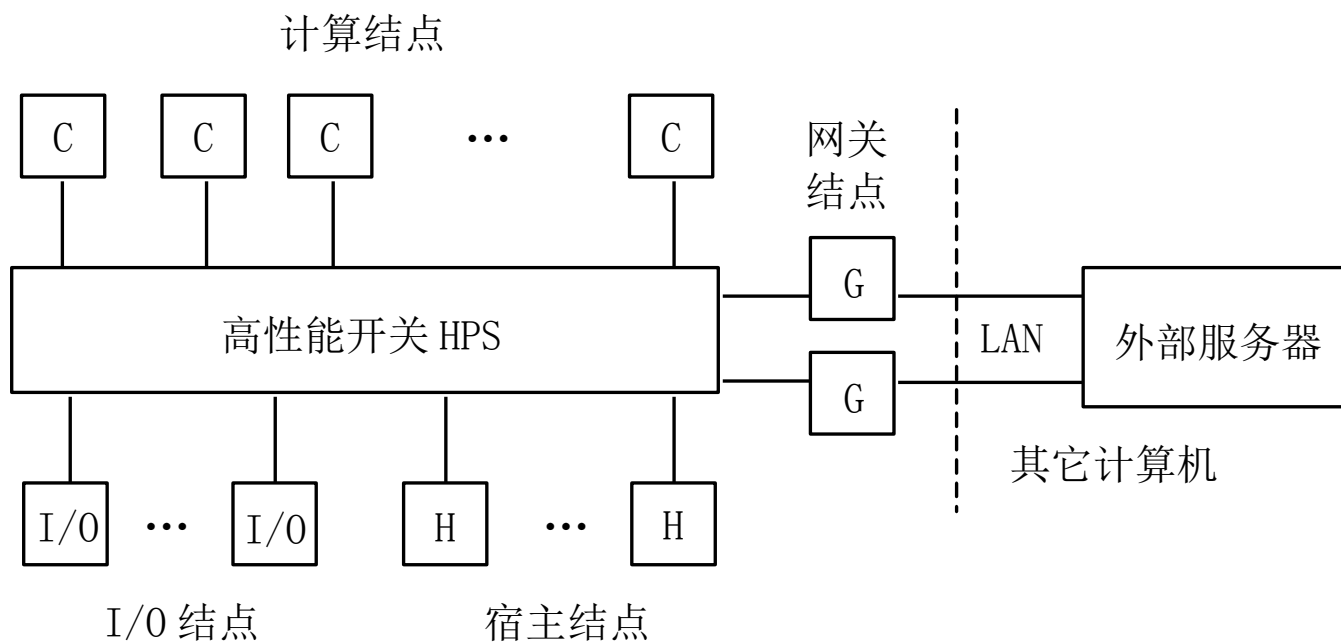 计算结点
C C C … C
网关
结点
G
高性能开关 HPS
LAN
外部服务器
G
其它计算机
I/O … I/O H … H
I/O 结点 宿主结点